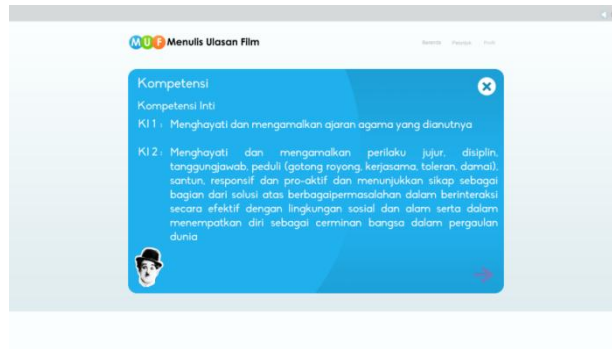 MUF Menulis Ulasan Film
Beranda
Profil
Kompetensi
Kompetensi Inti
KI 1 : Menghayati dan mengamalkan ajaran agama yang dianutnya
KI 2 : Menghayati dan mengamalkan perilaku jujur, disiplin,
tanggungjawab, peduli (gotong royong, kerjasama, toleran, damai),
santun, responsif dan pro-aktif dan menunjukkan sikap sebagai
bagian dari solusi atas berbagaipermasalahan dalam berinteraksi
secara efektif dengan lingkungan sosial dan alam serta dalam
menempatkan diri sebagai cerminan bangsa dalam pergaulan
dunia